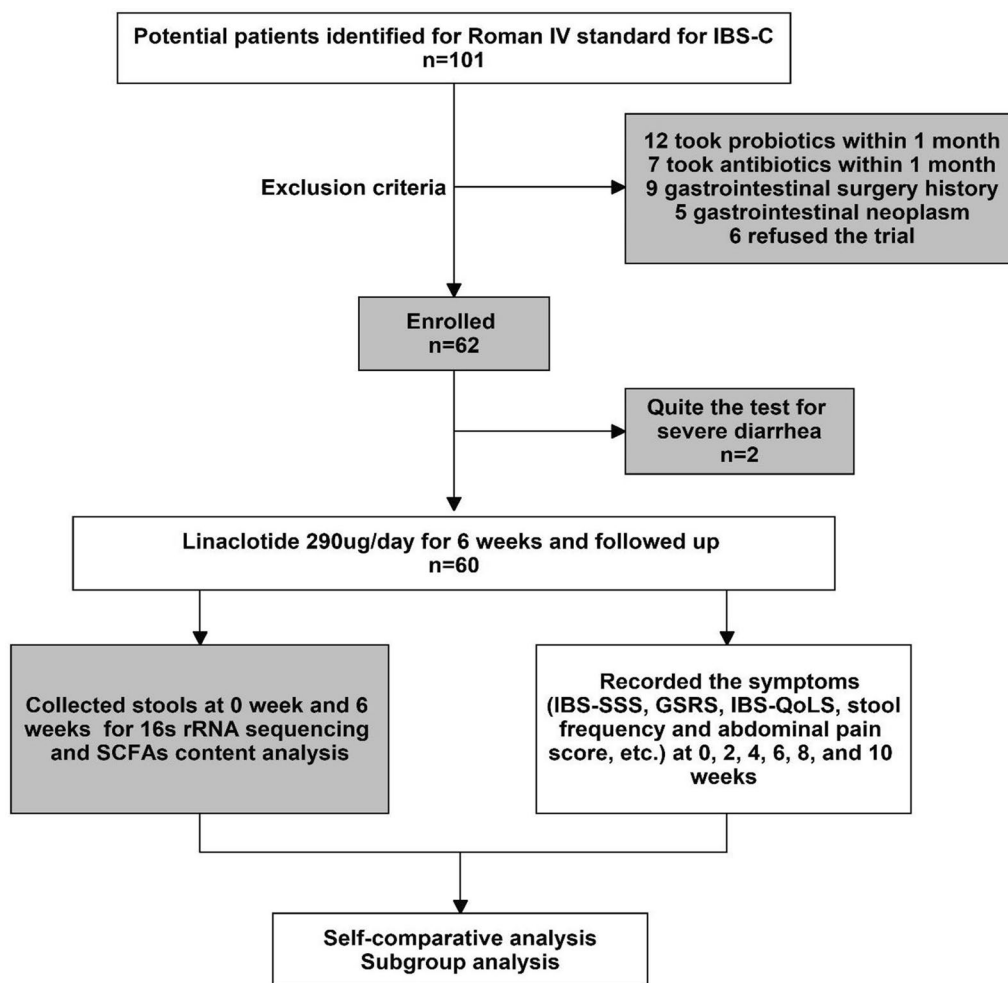 Potential patients identified for Roman IV standard for IBS-C
n=101
12 took probiotics within 1 month
7 took antibiotics within 1 month
9 gastrointestinal surgery history
5 gastrointestinal neoplasm
6 refused the trial
Exclusion criteria
Enrolled
n=62
Quite the test for
severe diarrhea
n=2
Linaclotide 290ug/day for 6 weeks and followed up
n=60
Collected stools at 0 week and 6
weeks for 16s rRNA sequencing
and SCFAs content analysis
Recorded the symptoms
(IBS-SSS, GSRS, IBS-QoLS, stool
frequency and abdominal pain
score, etc.) at 0, 2, 4, 6, 8, and 10
weeks
Self-comparative analysis
Subgroup analysis